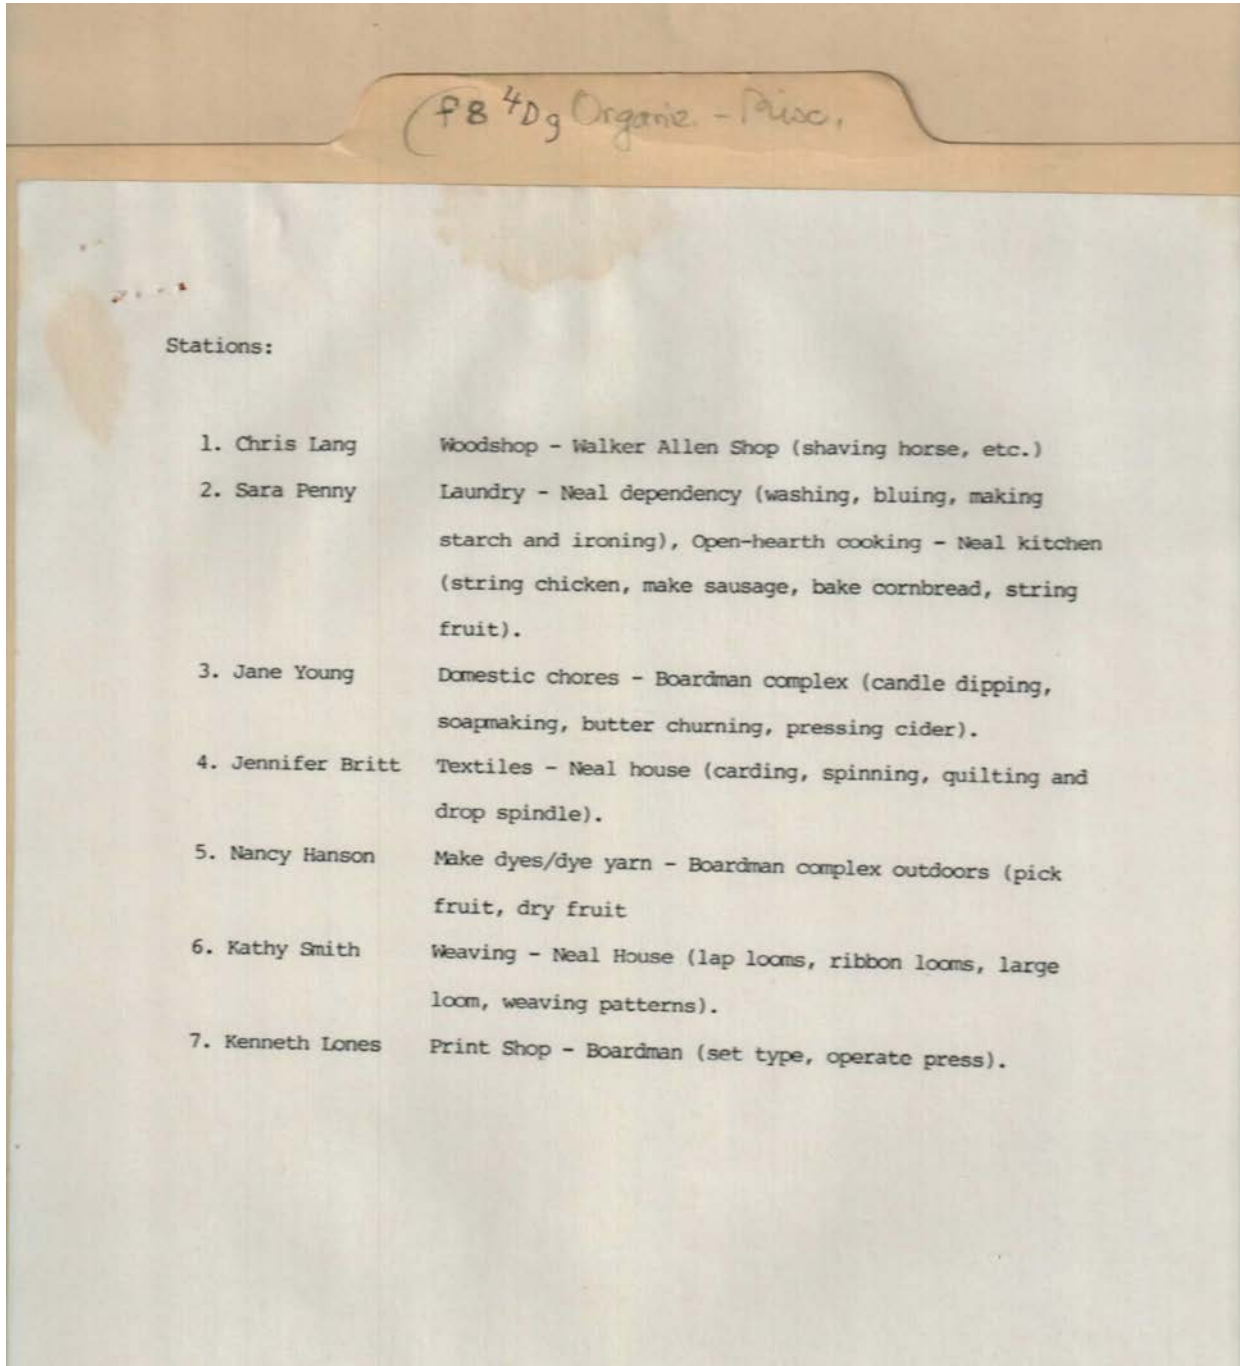 f8 4Dg Organiz. - Misc.
Stations:
1. Chris Lang Woodshop - Walker Allen Shop (shaving horse, etc.)
2. Sara Penny Laundry - Neal dependency (washing, bluing, making
starch and ironing), Open-hearth cooking - Neal kitchen
(string chicken, make sausage, bake cornbread, string
fruit).
3. Jane Young Domestic chores - Boardman complex (candle dipping,
soapmaking, butter churning, pressing cider).
4. Jennifer Britt Textiles - Neal house (carding, spinning, quilting and
drop spindle).
5. Nancy Hanson Make dyes/dye yarn - Boardman complex outdoors (pick
fruit, dry fruit
6. Kathy Smith Weaving - Neal House (lap looms, ribbon looms, large
loom, weaving patterns).
7. Kenneth Lones Print Shop - Boardman (set type, operate press).